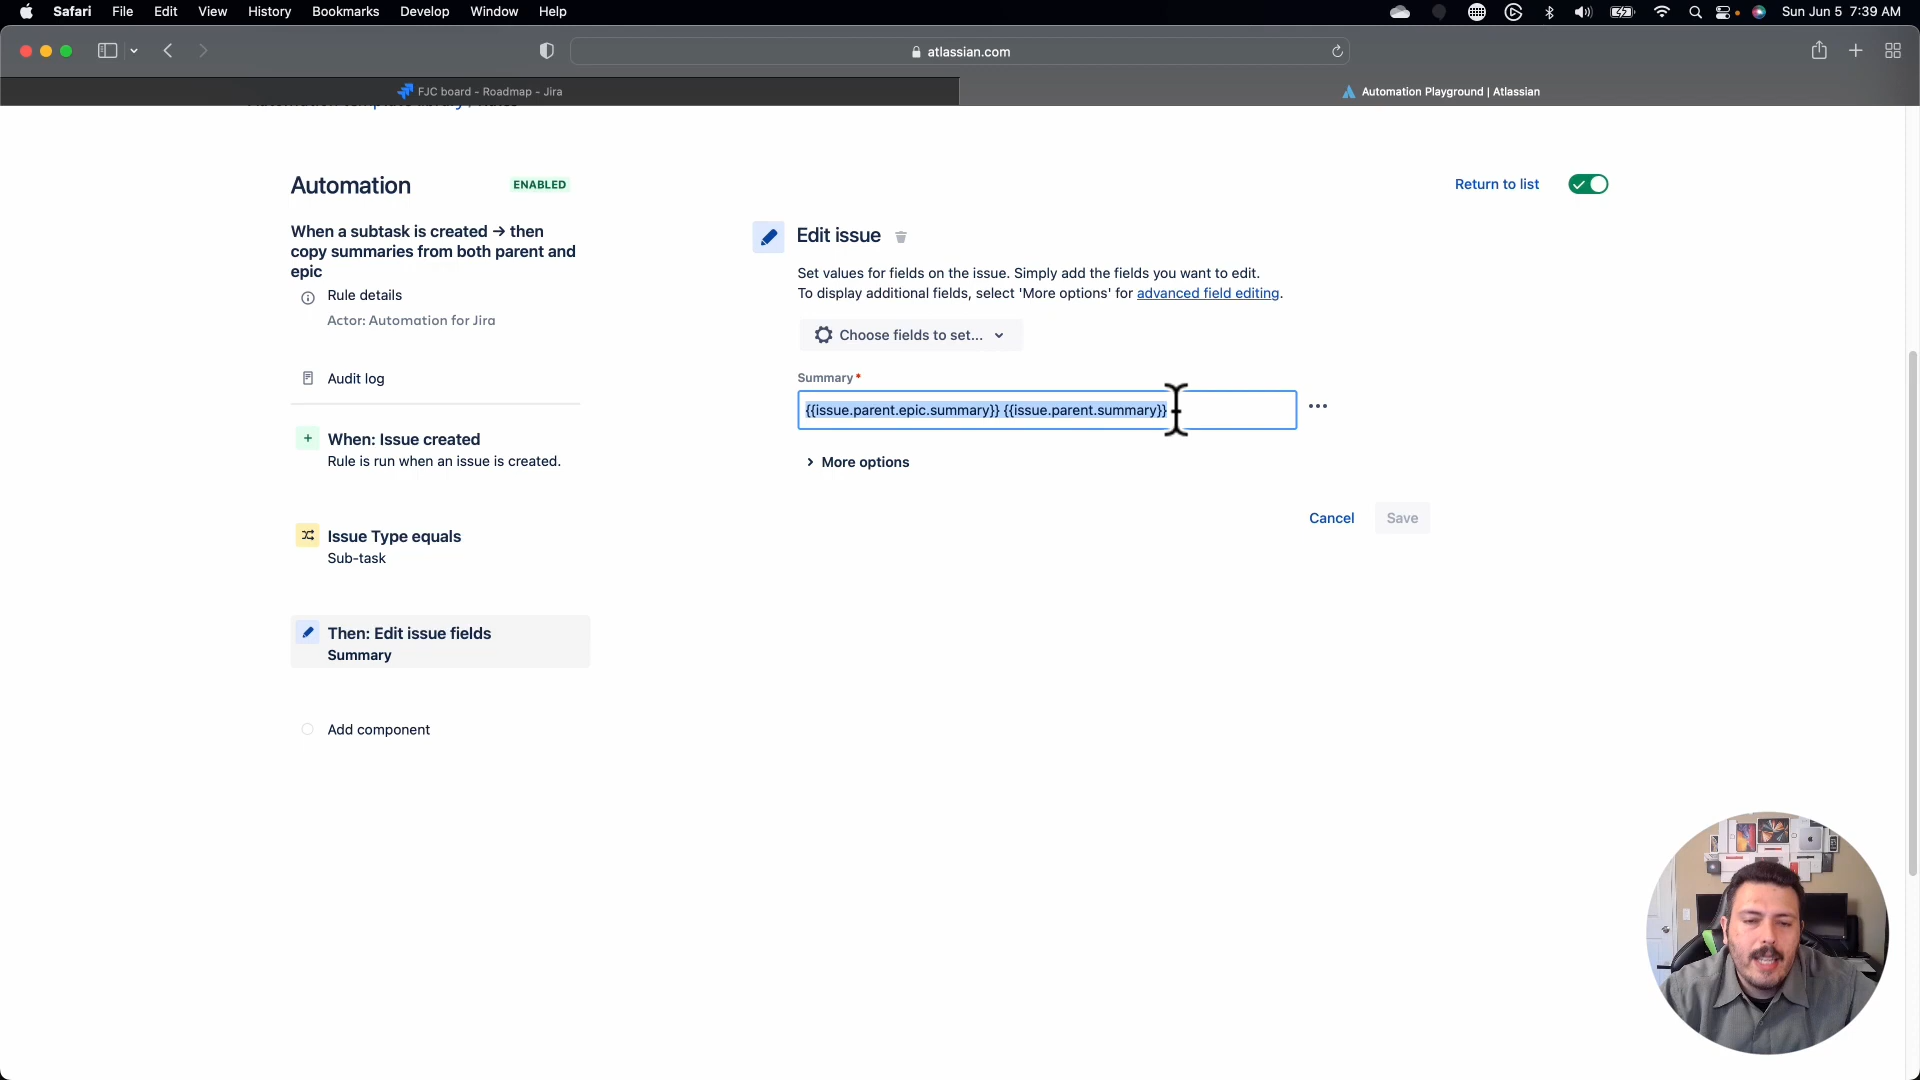 Safari File Edit View History Bookmarks Develop Window Help Sun Jun 5 7:39 AM
atlassian.com
FJC board - Roadmap - Jira
Automation Playground | Atlassian
Automation ENABLED
Return to list
When a subtask is created → then
copy summaries from both parent and
epic
Rule details
Actor: Automation for Jira
Audit log
When: Issue created
Rule is run when an issue is created.
Issue Type equals
Sub-task
Then: Edit issue fields
Summary
Add component
Edit issue
Set values for fields on the issue. Simply add the fields you want to edit.
To display additional fields, select 'More options' for advanced field editing.
Choose fields to set...
Summary *
{{issue.parent.epic.summary}} {{issue.parent.summary}}
More options
Cancel Save